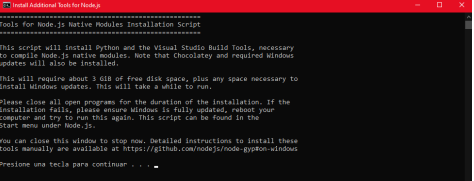 Install Additional Tools for Node.js
====================================================
Tools for Node.js Native Modules Installation Script
====================================================
This script will install Python and the Visual Studio Build Tools, necessary
to compile Node.js native modules. Note that Chocolatey and required Windows
updates will also be installed.
This will require about 3 GiB of free disk space, plus any space necessary to
install Windows updates. This will take a while to run.
Please close all open programs for the duration of the installation. If the
installation fails, please ensure Windows is fully updated, reboot your
computer and try to run this again. This script can be found in the
Start menu under Node.js.
You can close this window to stop now. Detailed instructions to install these
tools manually are available at https://github.com/nodejs/node-gyp#on-windows
Presione una tecla para continuar . . .